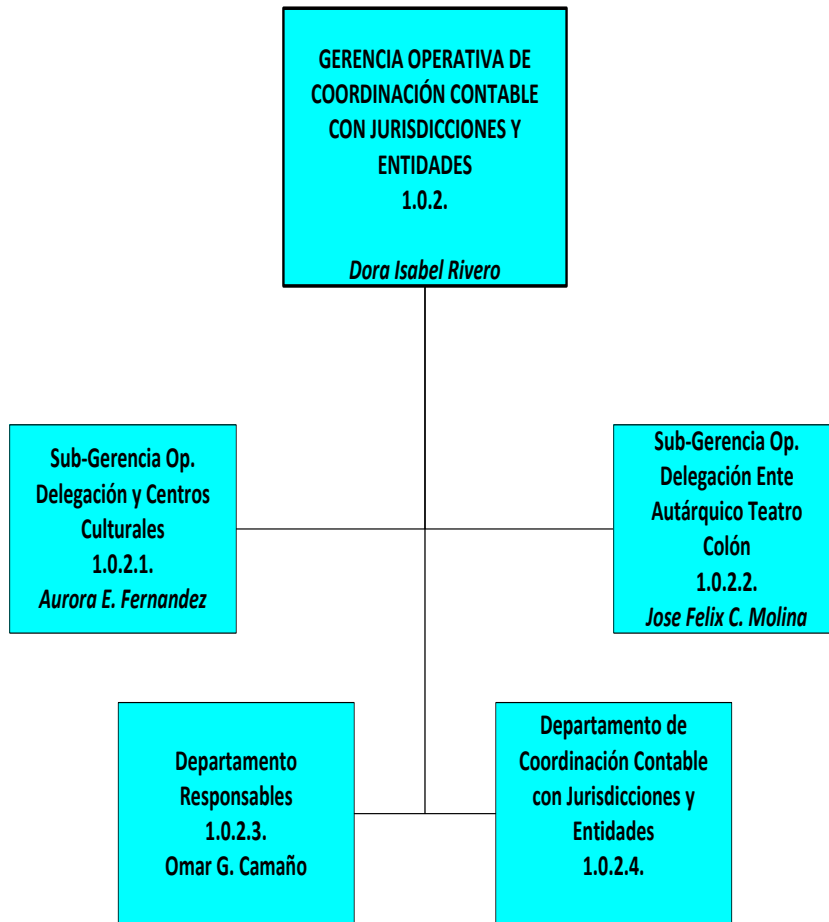 GERENCIA OPERATIVA DE
COORDINACIÓN CONTABLE
CON JURISDICCIONES Y
ENTIDADES
1.0.2.
Dora Isabel Rivero
Sub-Gerencia Op.
Delegación y Centros
Culturales
1.0.2.1.
Aurora E. Fernandez
Sub-Gerencia Op.
Delegación Ente
Autárquico Teatro
Colón
1.0.2.2.
Jose Felix C. Molina
Departamento
Responsables
1.0.2.3.
Omar G. Camaño
Departamento de
Coordinación Contable
con Jurisdicciones y
Entidades
1.0.2.4.